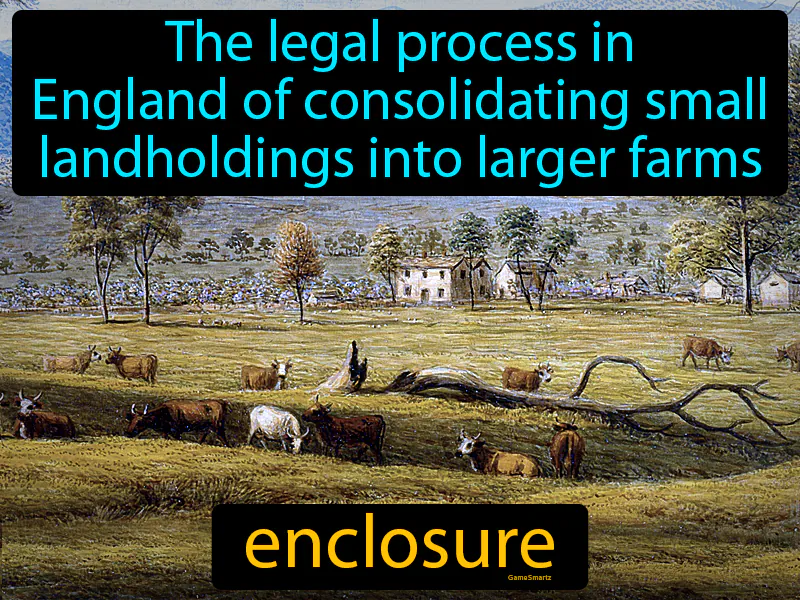 The legal process in
England of consolidating small
landholdings into larger farms
enclosure
GameSmartz